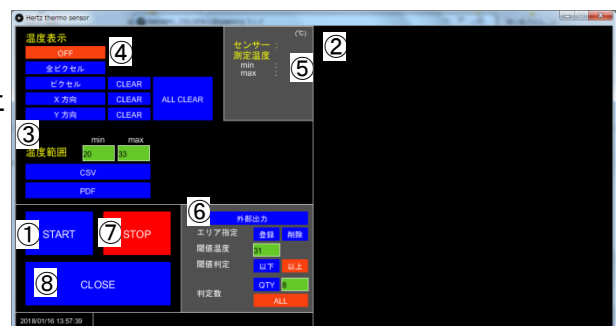 Hertz thermo sensor
温度表示
OFF
④
全ピクセル
ピクセル CLEAR
X 方向 CLEAR ALL CLEAR
Y 方向 CLEAR
(℃)
センサー :
測定温度
min :
max :
⑤
②
③
min max
温度範囲 20 33
CSV
PDF
① START
⑦ STOP
⑧ CLOSE
⑥
外部出力
エリア指定 登録 削除
閾値温度 31
閾値判定 以下 以上
QTY 8
判定数
ALL
2018/01/16 13:57:39